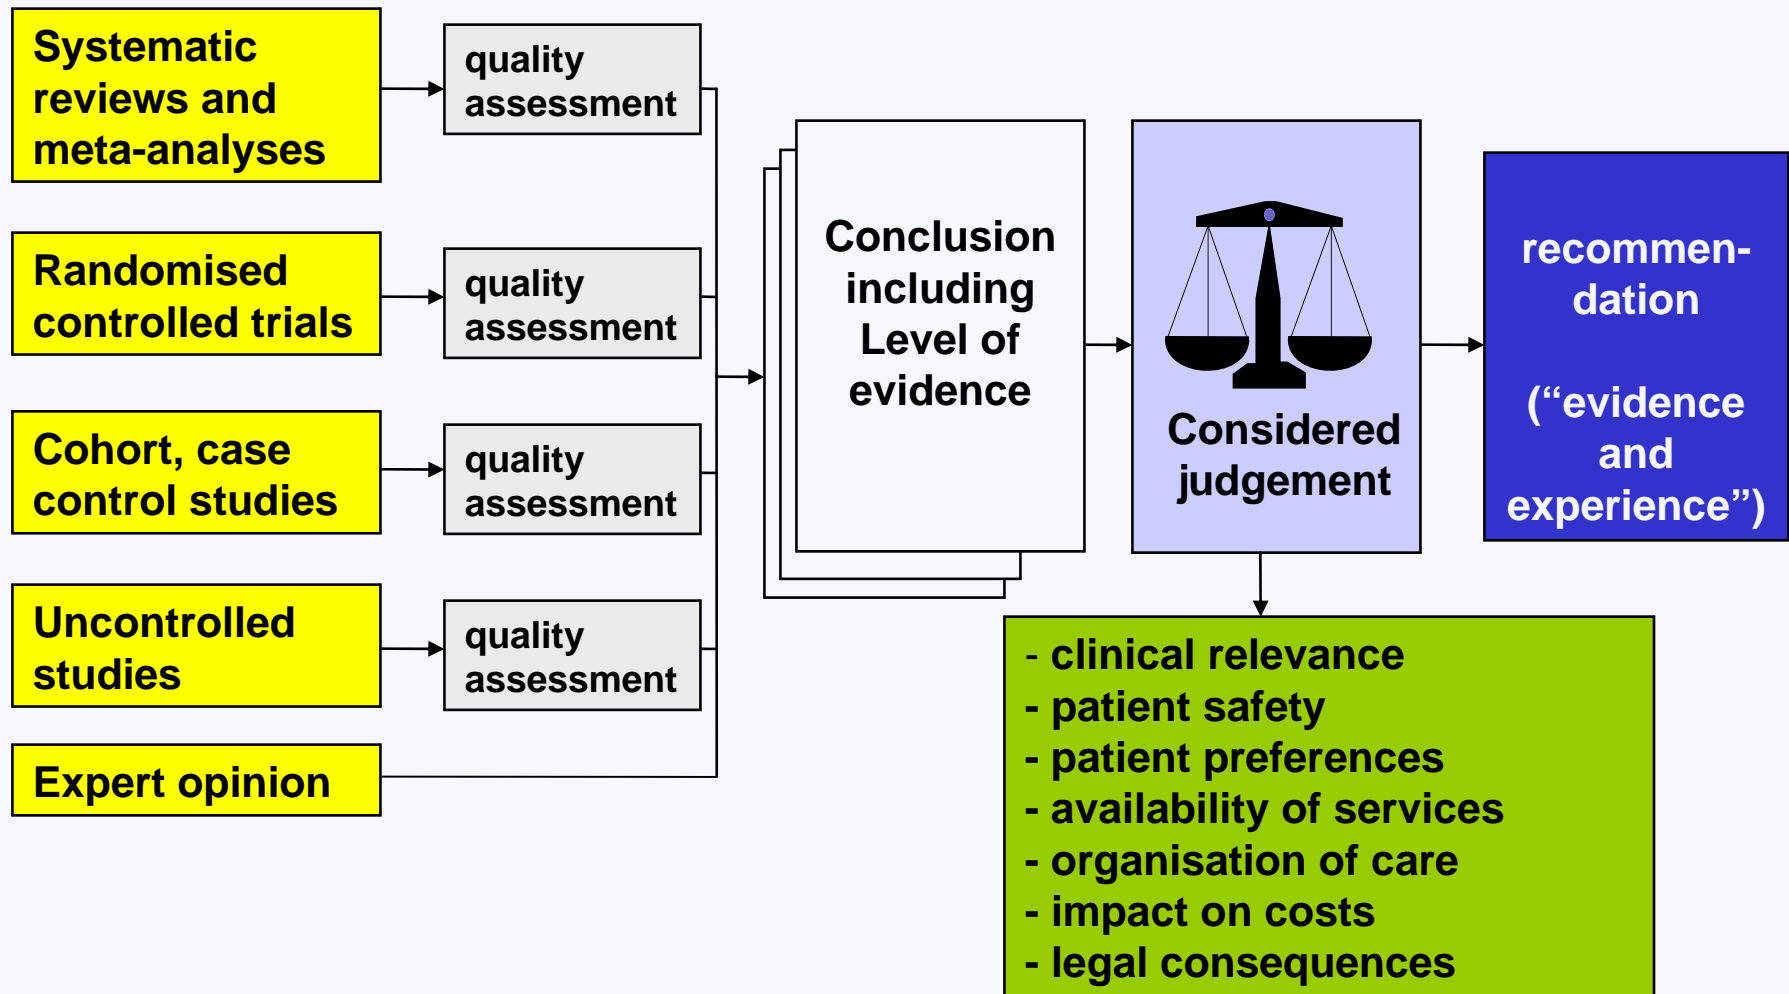 Systematic
reviews and
meta-analyses
quality
assessment
Randomised
controlled trials
quality
assessment
Cohort, case
control studies
quality
assessment
Uncontrolled
studies
quality
assessment
Expert opinion
Conclusion
including
Level of
evidence
Considered
judgement
recommen-
dation
(“evidence
and
experience”)
- clinical relevance
- patient safety
- patient preferences
- availability of services
- organisation of care
- impact on costs
- legal consequences